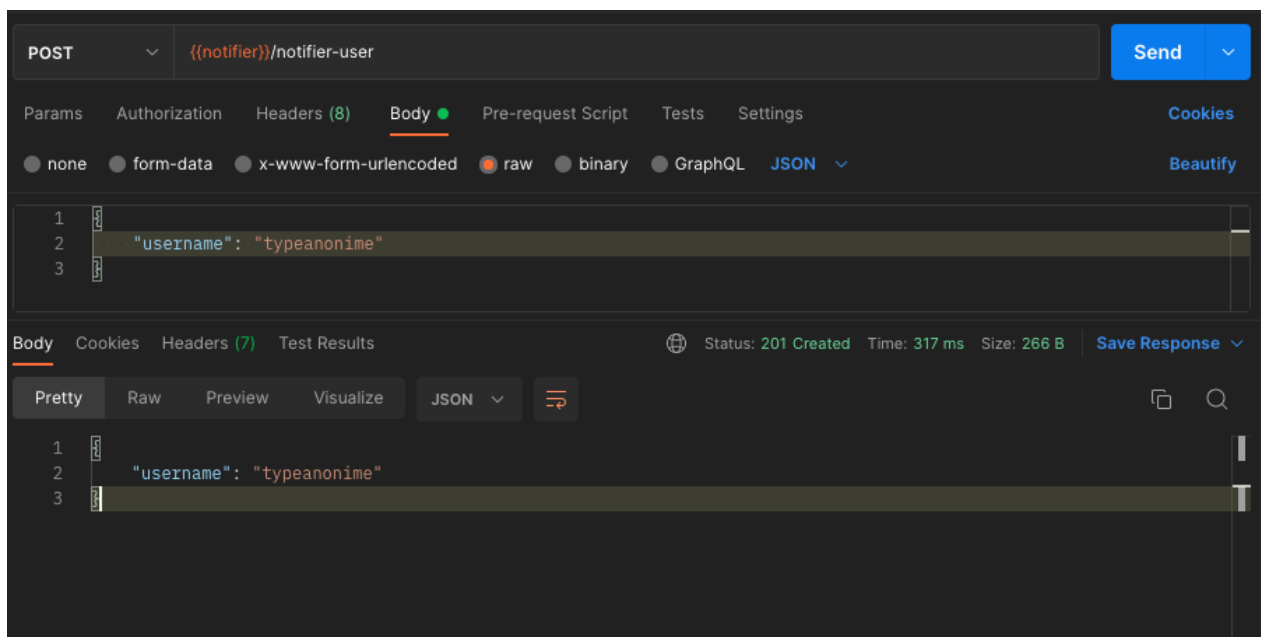 POST {{notifier}}/notifier-user Send
Params Authorization Headers (8) Body Pre-request Script Tests Settings Cookies
none form-data x-www-form-urlencoded raw binary GraphQL JSON Beautify
1 {
2 "username": "typeanonime"
3 }
Body Cookies Headers (7) Test Results Status: 201 Created Time: 317 ms Size: 266 B Save Response
Pretty Raw Preview Visualize JSON
1 {
2 "username": "typeanonime"
3 }